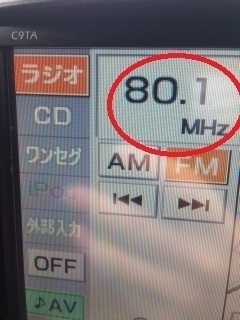 C9TA
ラジオ
80.1
MHz
CD
ワンセグ
AM FM
iPod
⏮ ⏭
外部入力
OFF
♪AV